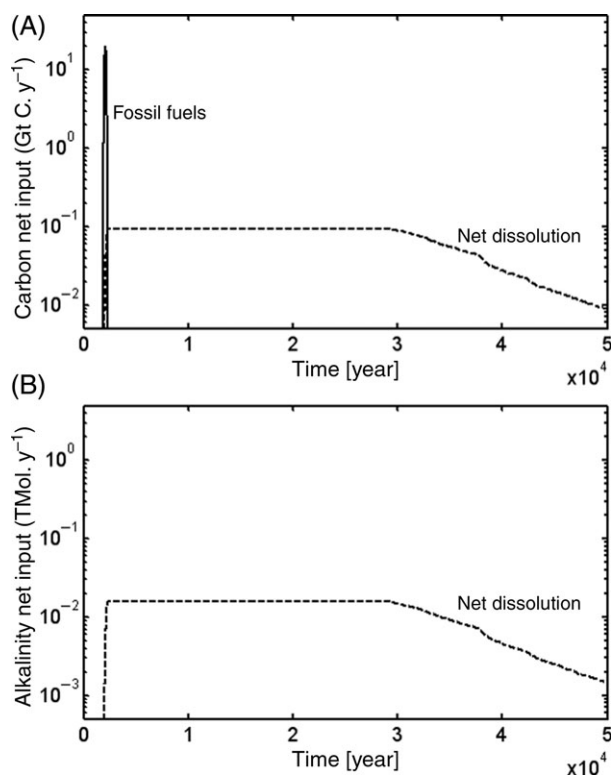 (A)
Carbon net input (Gt C. y⁻¹)
10¹
10⁰
10⁻¹
10⁻²
Fossil fuels
Net dissolution
0 1 2 3 4 5
Time [year]
x10⁴
(B)
Alkalinity net input (TMol. y⁻¹)
10⁰
10⁻¹
10⁻²
10⁻³
Net dissolution
0 1 2 3 4 5
Time [year]
x10⁴